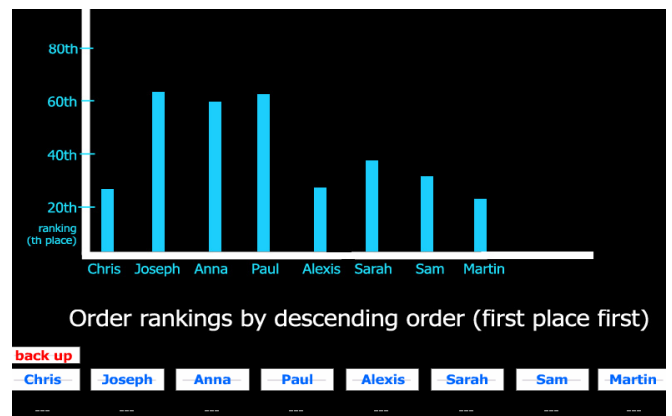 80th
60th
40th
20th
ranking
(th place)
Chris Joseph Anna Paul Alexis Sarah Sam Martin
Order rankings by descending order (first place first)
back up
Chris Joseph Anna Paul Alexis Sarah Sam Martin
--- --- --- --- --- --- --- ---